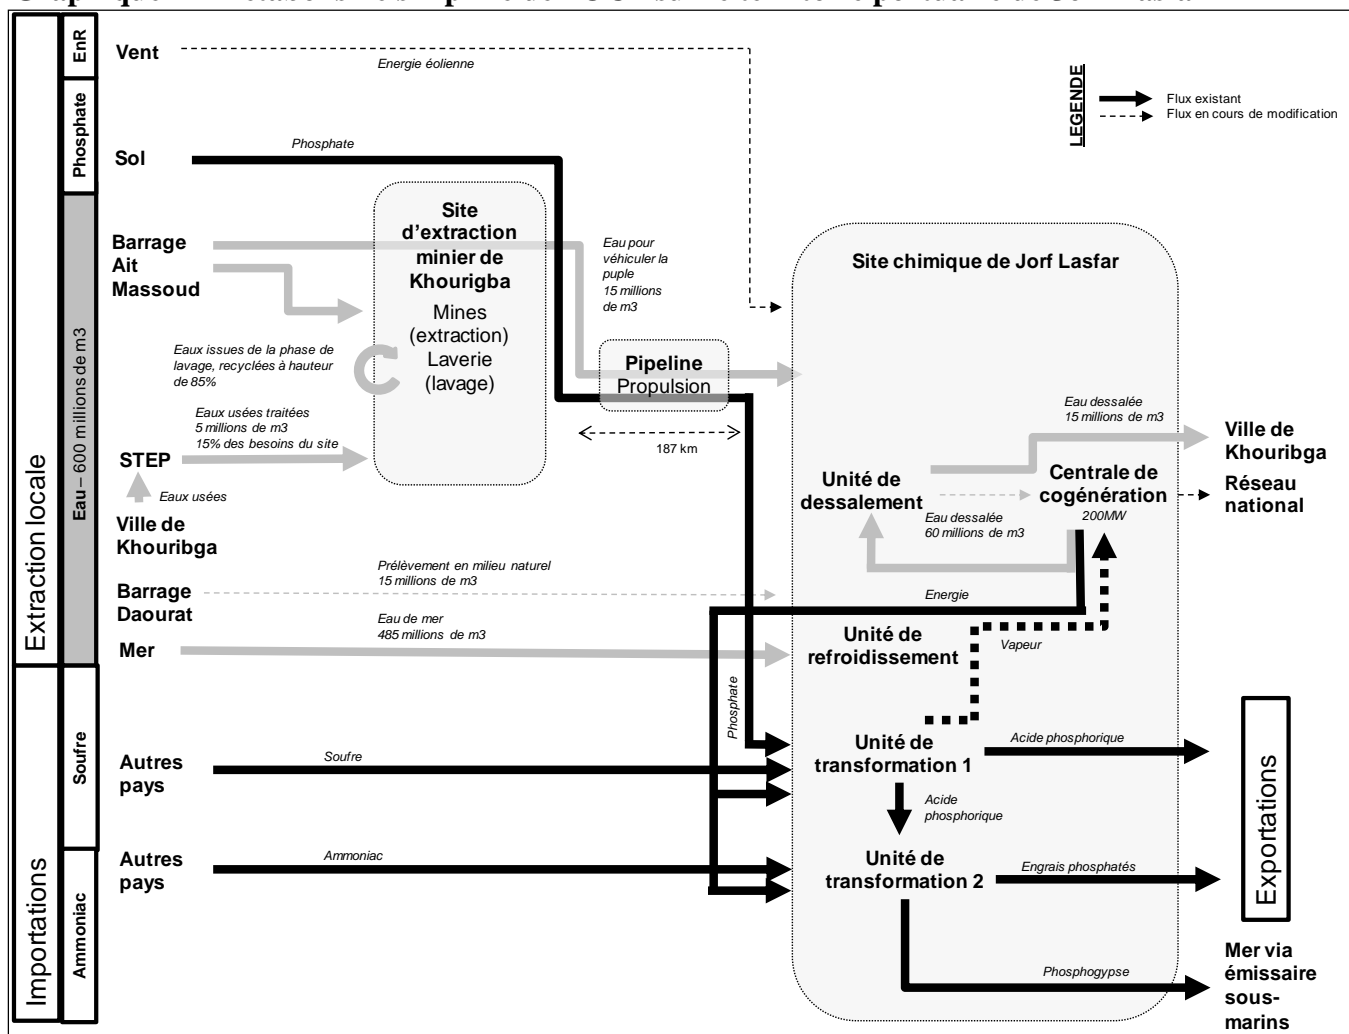 EnR
Vent
Energie éolienne
LEGENDE
Flux existant
Flux en cours de modification
Phosphate
Sol
Phosphate
Extraction locale
Eau – 600 millions de m3
Barrage
Ait
Massoud
Site
d'extraction
minier de
Khourigba
Mines
(extraction)
Laverie
(lavage)
Eau pour
véhiculer la
puple
15 millions
de m3
Site chimique de Jorf Lasfar
Eaux issues de la phase de
lavage, recyclées à hauteur
de 85%
Pipeline
Propulsion
187 km
Eaux usées traitées
5 millions de m3
15% des besoins du site
STEP
Eaux usées
Ville de
Khouribga
Eau dessalée
15 millions de m3
Ville de
Khouribga
Unité de
dessalement
Centrale de
cogénération
200MW
Réseau
national
Eau dessalée
60 millions de m3
Prélèvement en milieu naturel
15 millions de m3
Barrage
Daourat
Energie
Eau de mer
485 millions de m3
Mer
Unité de
refroidissement
Vapeur
Phosphate
Importations
Soufre
Autres
pays
Soufre
Unité de
transformation 1
Acide phosphorique
Acide
phosphorique
Exportations
Ammoniac
Autres
pays
Ammoniac
Unité de
transformation 2
Engrais phosphatés
Phosphogypse
Mer via
émissaire
sous-
marins